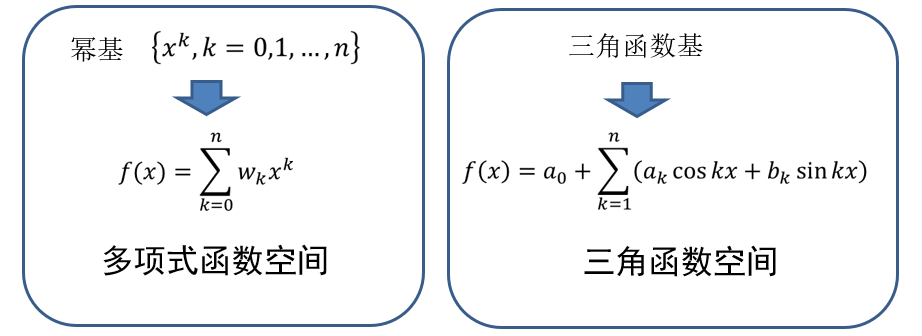 幂基 {x^k, k = 0,1, …, n}
f(x) = \sum_{k=0}^{n} w_k x^k
多项式函数空间
三角函数基
f(x) = a_0 + \sum_{k=1}^{n} (a_k cos kx + b_k sin kx)
三角函数空间